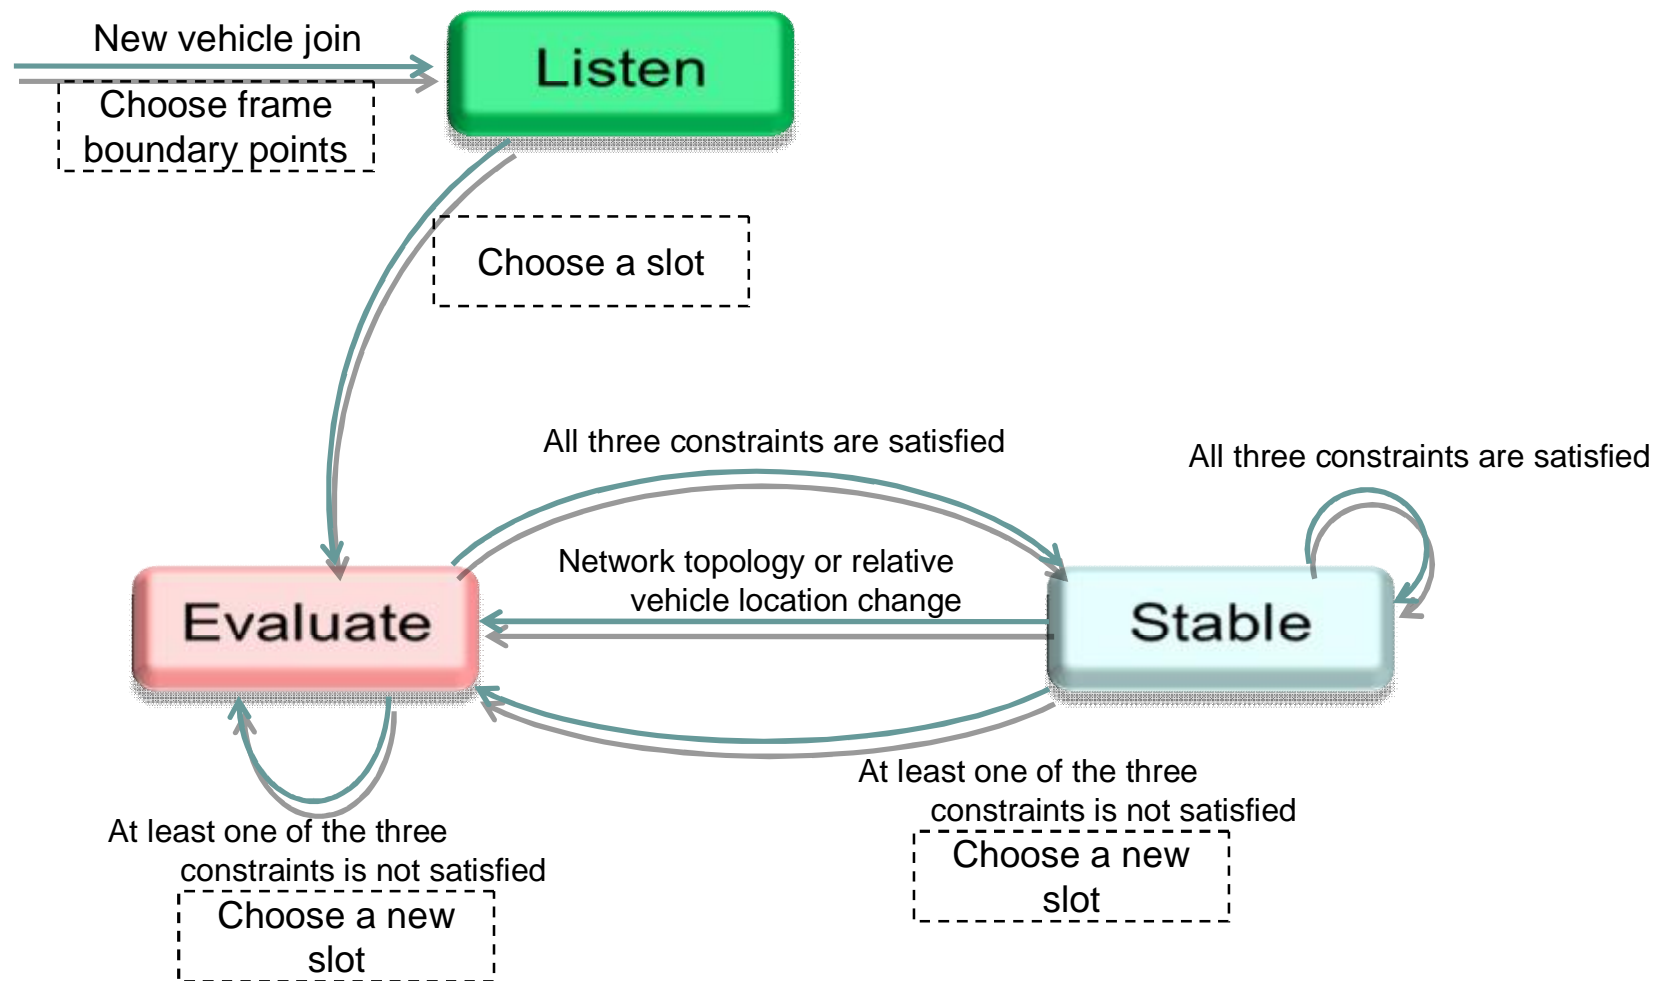 New vehicle join
Listen
Choose frame
boundary points
Choose a slot
All three constraints are satisfied
All three constraints are satisfied
Network topology or relative
vehicle location change
Evaluate
Stable
At least one of the three
constraints is not satisfied
Choose a new
slot
At least one of the three
constraints is not satisfied
Choose a new
slot